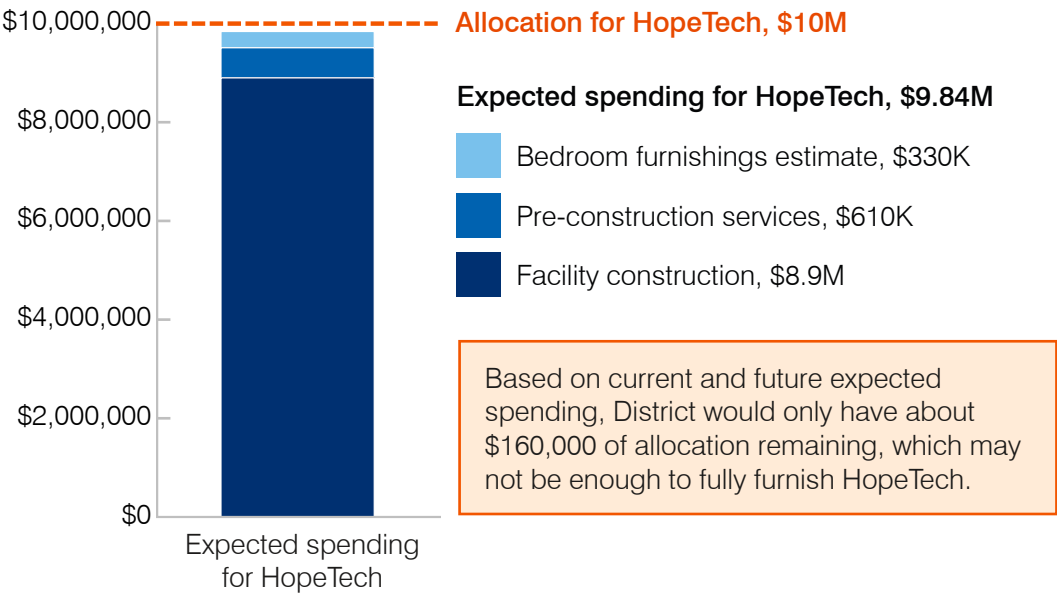 $10,000,000
Allocation for HopeTech, $10M
Expected spending for HopeTech, $9.84M
$8,000,000
Bedroom furnishings estimate, $330K
$6,000,000
Pre-construction services, $610K
Facility construction, $8.9M
$4,000,000
$2,000,000
$0
Based on current and future expected
spending, District would only have about
$160,000 of allocation remaining, which may
not be enough to fully furnish HopeTech.
Expected spending
for HopeTech